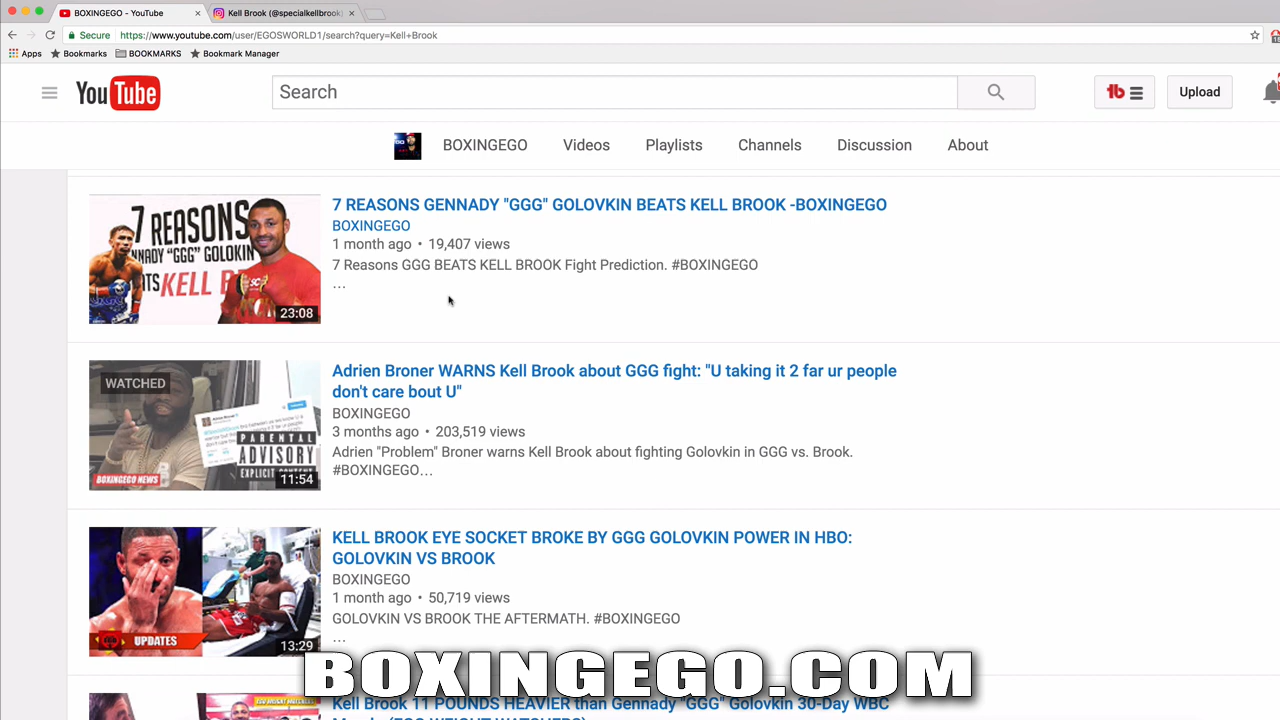 BOXINGEGO - YouTube
Kell Brook (@specialkellbrook)
Secure https://www.youtube.com/user/EGOSWORLD1/search?query=Kell+Brook
Apps Bookmarks BOOKMARKS Bookmark Manager
YouTube
Search
Upload
BOXINGEGO Videos Playlists Channels Discussion About
7 REASONS
GENNADY "GGG" GOLOKIN
KELL
23:08
7 REASONS GENNADY "GGG" GOLOVKIN BEATS KELL BROOK -BOXINGEGO
BOXINGEGO
1 month ago • 19,407 views
7 Reasons GGG BEATS KELL BROOK Fight Prediction. #BOXINGEGO
...
WATCHED
PARENTAL
ADVISORY
EXPLICIT CONTENT
BOXINGEGO NEWS
11:54
Adrien Broner WARNS Kell Brook about GGG fight: "U taking it 2 far ur people
don't care bout U"
BOXINGEGO
3 months ago • 203,519 views
Adrien "Problem" Broner warns Kell Brook about fighting Golovkin in GGG vs. Brook.
#BOXINGEGO...
UPDATES
13:29
KELL BROOK EYE SOCKET BROKE BY GGG GOLOVKIN POWER IN HBO:
GOLOVKIN VS BROOK
BOXINGEGO
1 month ago • 50,719 views
GOLOVKIN VS BROOK THE AFTERMATH. #BOXINGEGO
...
BOXINGEGO.COM
Kell Brook 11 POUNDS HEAVIER than Gennady "GGG" Golovkin 30-Day WBC